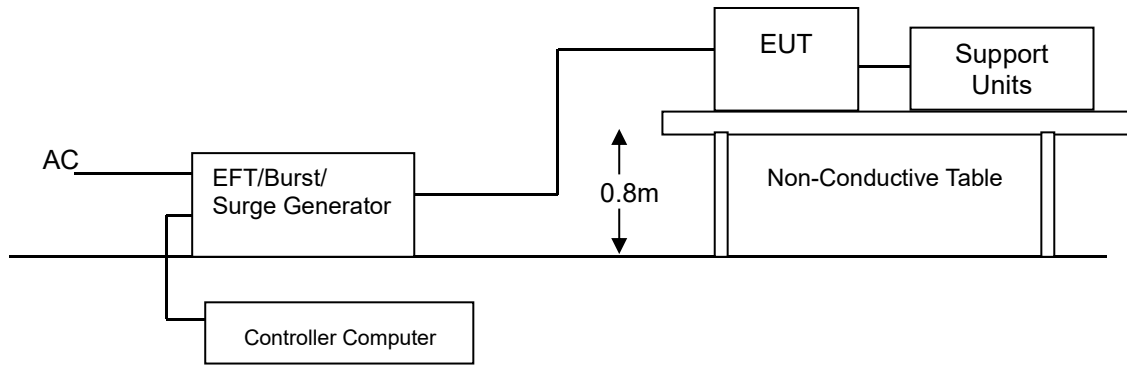 EUT
Support
Units
AC
EFT/Burst/
Surge Generator
0.8m
Non-Conductive Table
Controller Computer